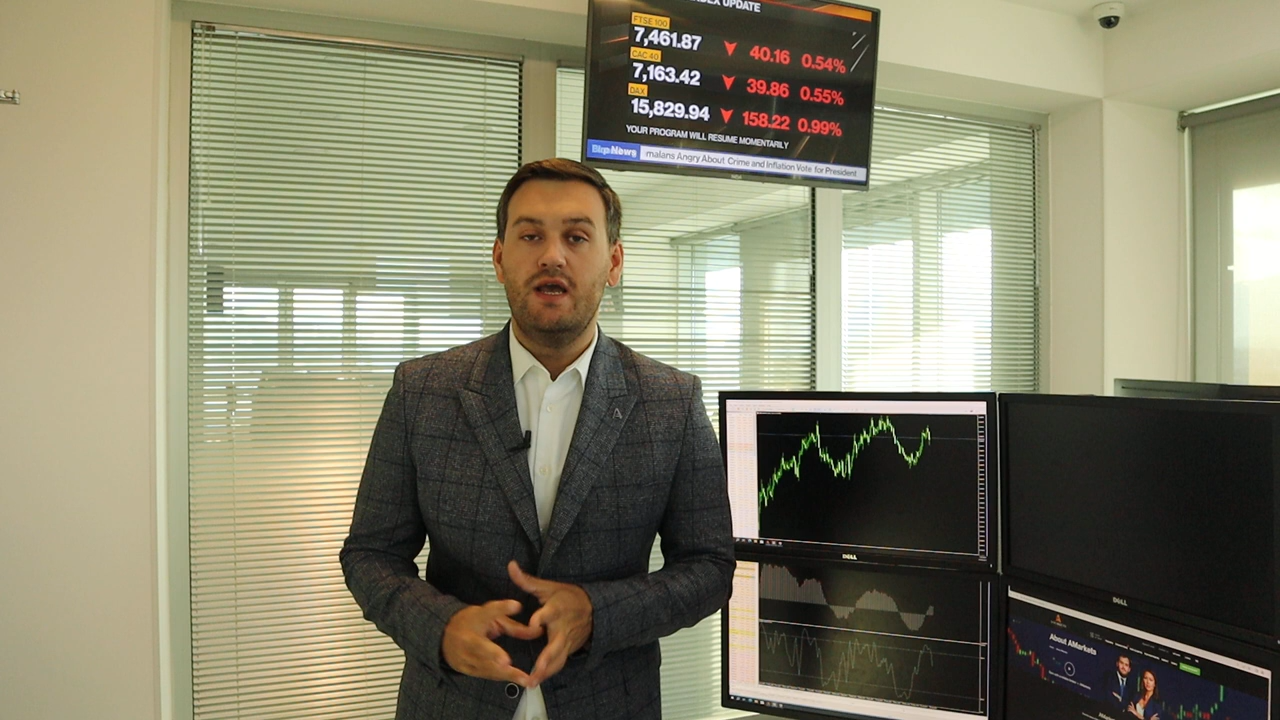 INDEX UPDATE
FTSE 100
7,461.87 40.16 0.54%
CAC 40
7,163.42 39.86 0.55%
DAX
15,829.94 158.22 0.99%
YOUR PROGRAM WILL RESUME MOMENTARILY
malans Angry About Crime and Inflation Vote for President
A
DELL
DELL
About AMarkets